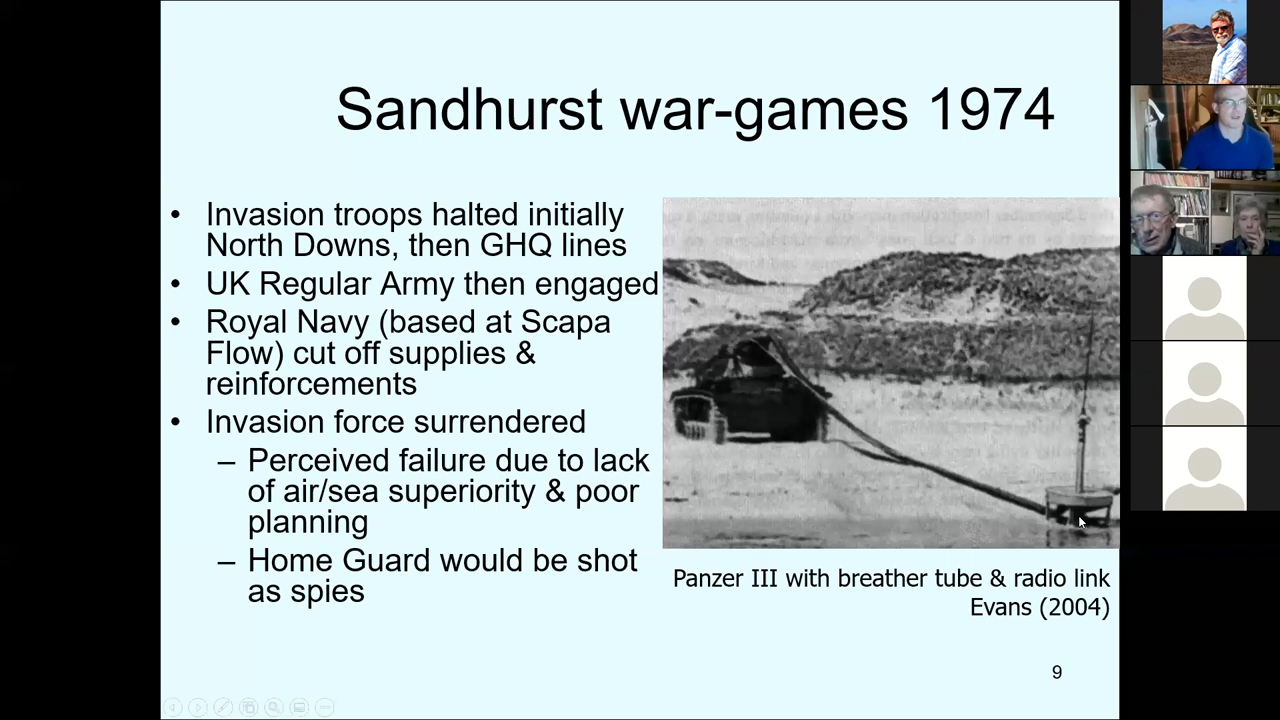 Sandhurst war-games 1974
• Invasion troops halted initially
North Downs, then GHQ lines
• UK Regular Army then engaged
• Royal Navy (based at Scapa
Flow) cut off supplies &
reinforcements
• Invasion force surrendered
– Perceived failure due to lack
of air/sea superiority & poor
planning
– Home Guard would be shot
as spies
Panzer III with breather tube & radio link
Evans (2004)
9